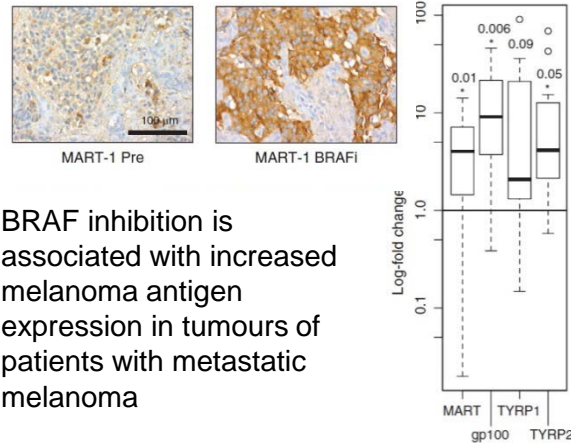 100 µm
MART-1 Pre
MART-1 BRAFi
BRAF inhibition is
associated with increased
melanoma antigen
expression in tumours of
patients with metastatic
melanoma
Log-fold change
100
10
1.0
0.1
0.01
*
0.006
*
0.09
0.05
*
MART
gp100
TYRP1
TYRP2